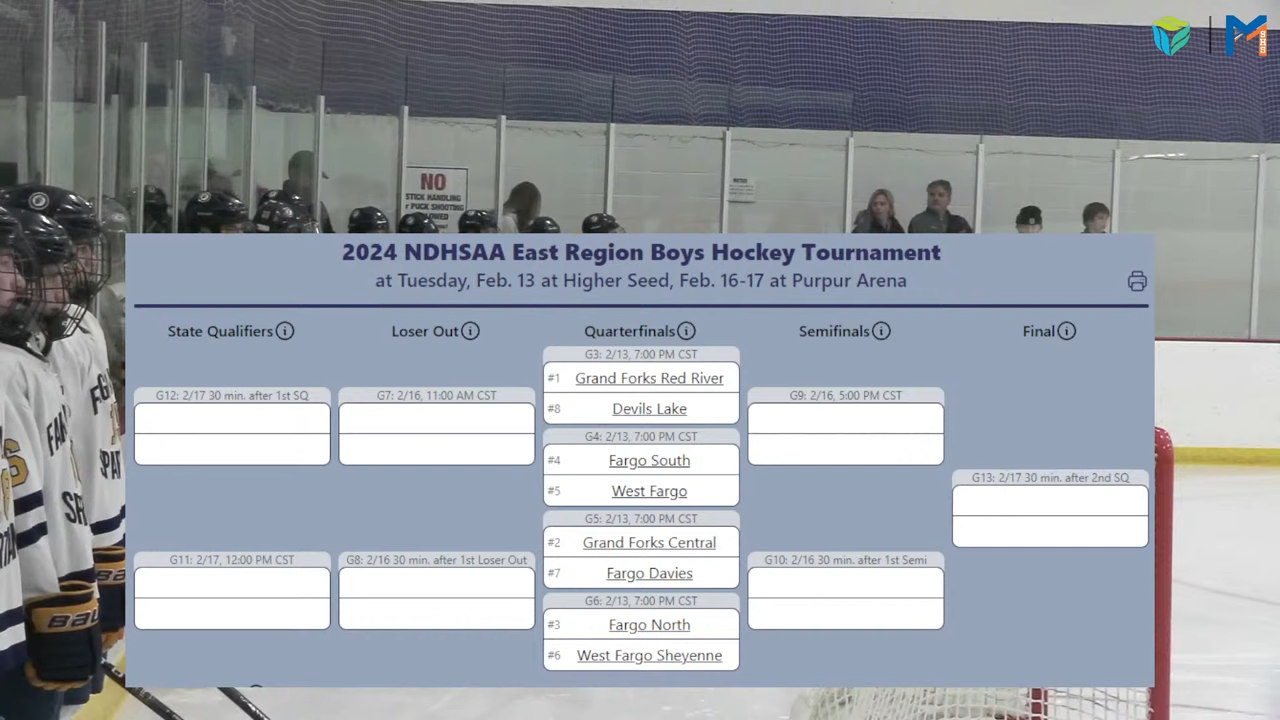 M
SHS
NO
STICK HANDLING
PUCK SHOOTING
2024 NDHSAA East Region Boys Hockey Tournament
at Tuesday, Feb. 13 at Higher Seed, Feb. 16-17 at Purpur Arena
State Qualifiers
Loser Out
Quarterfinals
Semifinals
Final
G12: 2/17 30 min. after 1st SQ
G11: 2/17, 12:00 PM CST
G7: 2/16, 11:00 AM CST
G8: 2/16 30 min. after 1st Loser Out
G3: 2/13, 7:00 PM CST
#1 Grand Forks Red River
#8 Devils Lake
G4: 2/13, 7:00 PM CST
#4 Fargo South
#5 West Fargo
G5: 2/13, 7:00 PM CST
#2 Grand Forks Central
#7 Fargo Davies
G6: 2/13, 7:00 PM CST
#3 Fargo North
#6 West Fargo Sheyenne
G9: 2/16, 5:00 PM CST
G10: 2/16 30 min. after 1st Semi
G13: 2/17 30 min. after 2nd SQ